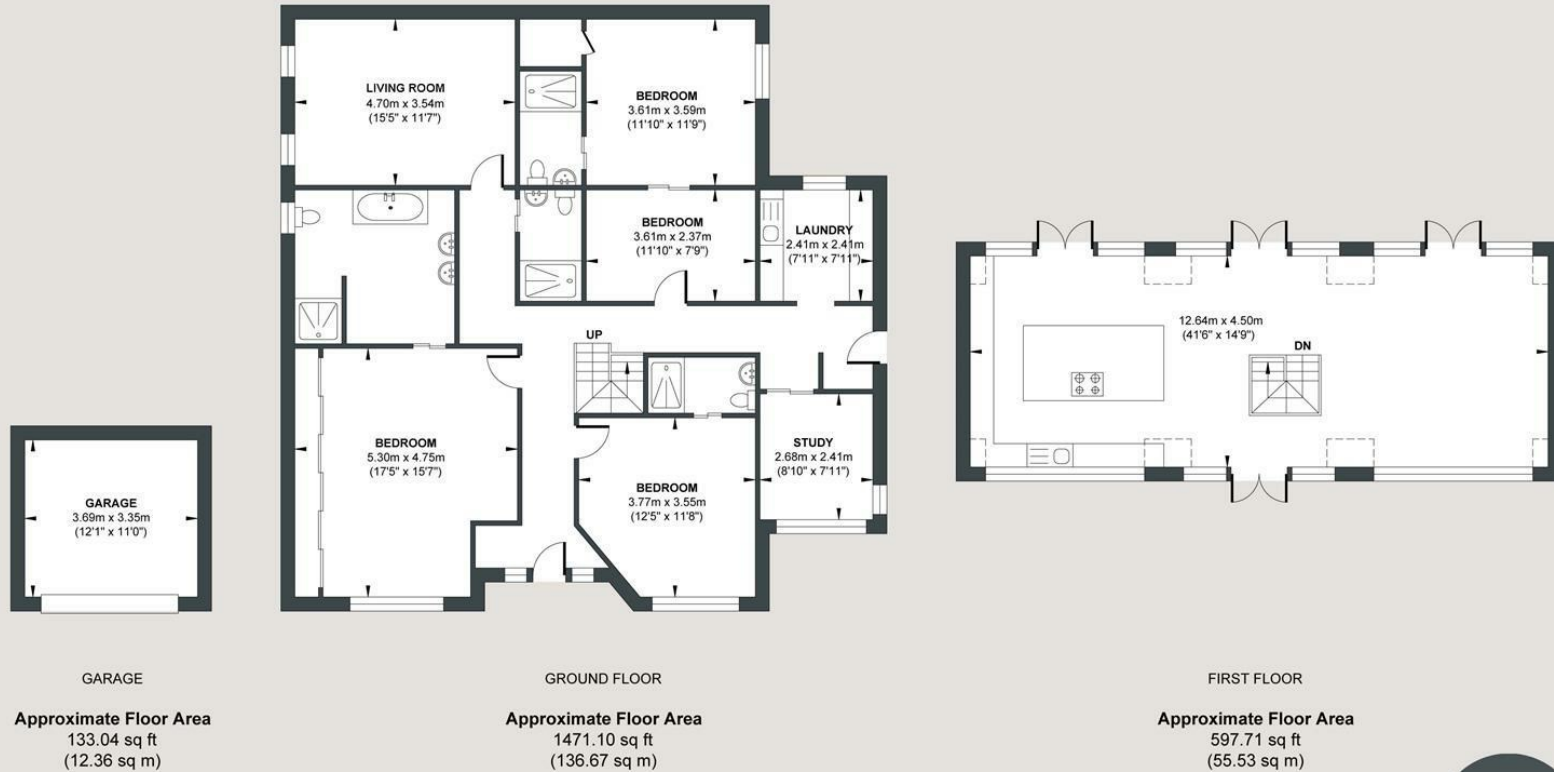 LIVING ROOM
4.70m x 3.54m
(15'5" x 11'7")
BEDROOM
3.61m x 3.59m
(11'10" x 11'9")
BEDROOM
3.61m x 2.37m
(11'10" x 7'9")
LAUNDRY
2.41m x 2.41m
(7'11" x 7'11")
UP
BEDROOM
5.30m x 4.75m
(17'5" x 15'7")
BEDROOM
3.77m x 3.55m
(12'5" x 11'8")
STUDY
2.68m x 2.41m
(8'10" x 7'11")
GARAGE
3.69m x 3.35m
(12'1" x 11'0")
12.64m x 4.50m
(41'6" x 14'9")
DN
GARAGE
Approximate Floor Area
133.04 sq ft
(12.36 sq m)
GROUND FLOOR
Approximate Floor Area
1471.10 sq ft
(136.67 sq m)
FIRST FLOOR
Approximate Floor Area
597.71 sq ft
(55.53 sq m)